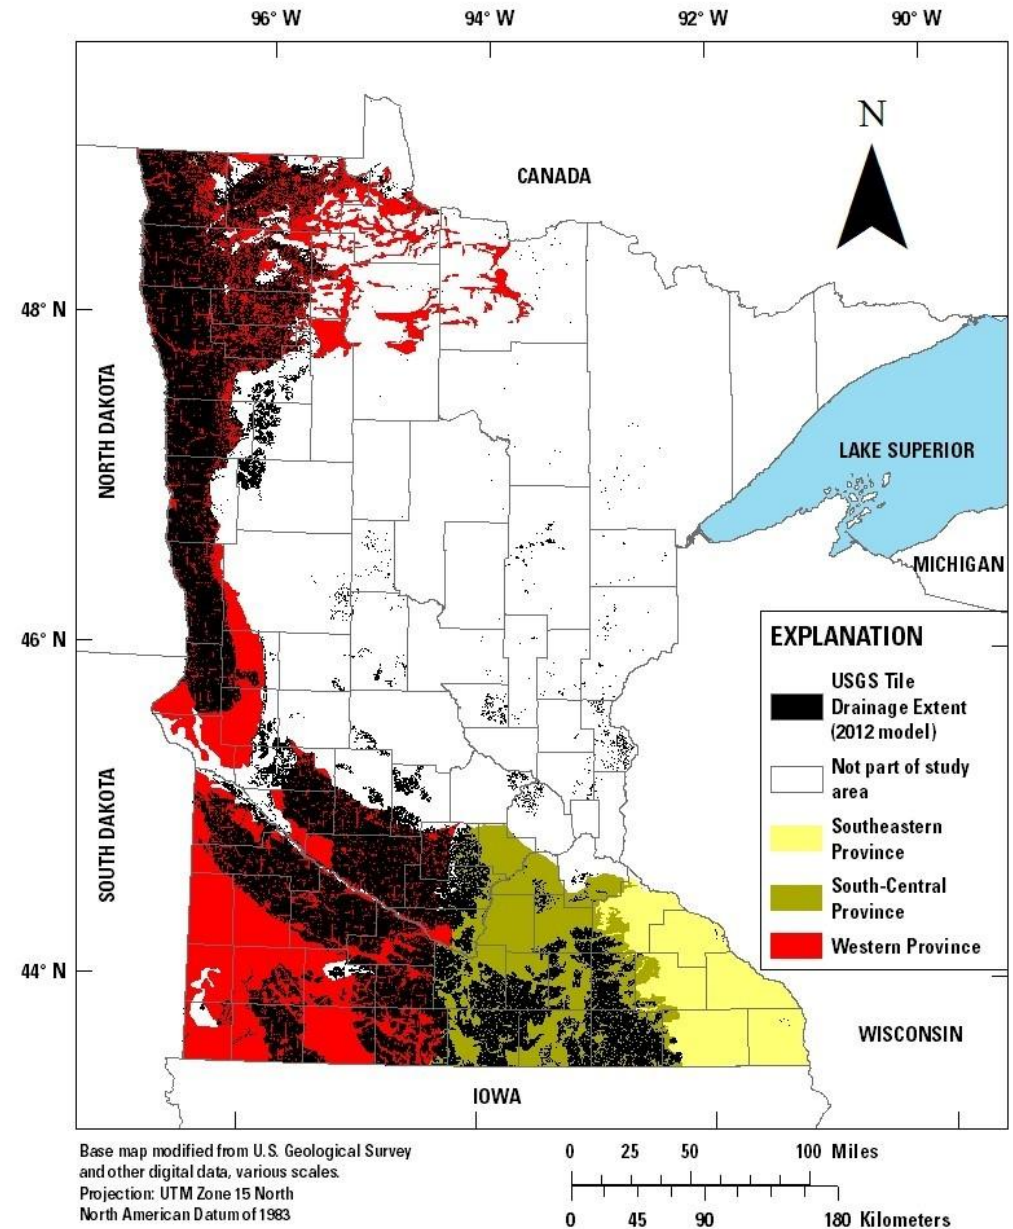 96° W
94° W
92° W
90° W
N
CANADA
48° N
NORTH DAKOTA
LAKE SUPERIOR
MICHIGAN
46° N
EXPLANATION
USGS Tile
Drainage Extent
(2012 model)
Not part of study
area
Southeastern
Province
South-Central
Province
Western Province
SOUTH DAKOTA
44° N
WISCONSIN
IOWA
Base map modified from U.S. Geological Survey
and other digital data, various scales.
Projection: UTM Zone 15 North
North American Datum of 1983
0 25 50 100 Miles
0 45 90 180 Kilometers